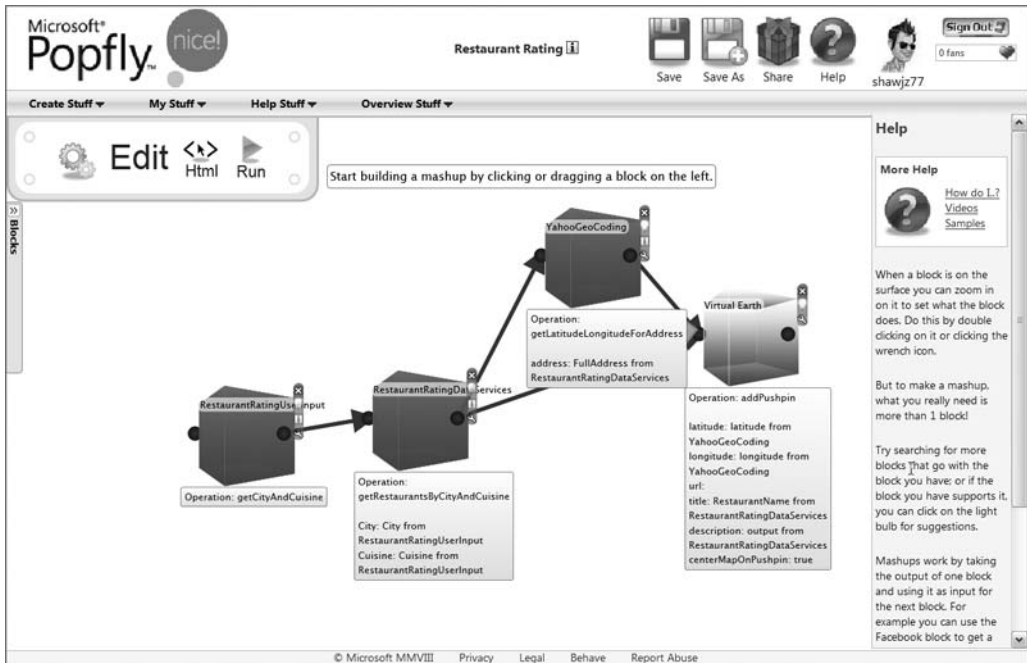 Microsoft®
Popfly™
nice!
Restaurant Rating
Save
Save As
Share
Help
shawjz77
Sign Out
0 fans
Create Stuff
My Stuff
Help Stuff
Overview Stuff
Edit
Html
Run
Start building a mashup by clicking or dragging a block on the left.
Blocks
YahooGeoCoding
Operation:
getLatitudeLongitudeForAddress
address: FullAddress from
RestaurantRatingDataServices
Virtual Earth
Operation: addPushpin
latitude: latitude from
YahooGeoCoding
longitude: longitude from
YahooGeoCoding
url:
title: RestaurantName from
RestaurantRatingDataServices
description: output from
RestaurantRatingDataServices
centerMapOnPushpin: true
RestaurantRatingDataServices
Operation:
getRestaurantsByCityAndCuisine
City: City from
RestaurantRatingUserInput
Cuisine: Cuisine from
RestaurantRatingUserInput
RestaurantRatingUserInput
Operation: getCityAndCuisine
Help
More Help
How do I..?
Videos
Samples
When a block is on the
surface you can zoom in
on it to set what the block
does. Do this by double
clicking on it or clicking the
wrench icon.
But to make a mashup,
what you really need is
more than 1 block!
Try searching for more
blocks that go with the
block you have; or if the
block you have supports it,
you can click on the light
bulb for suggestions.
Mashups work by taking
the output of one block
and using it as input for
the next block. For
example you can use the
Facebook block to get a
© Microsoft MMVIII
Privacy
Legal
Behave
Report Abuse